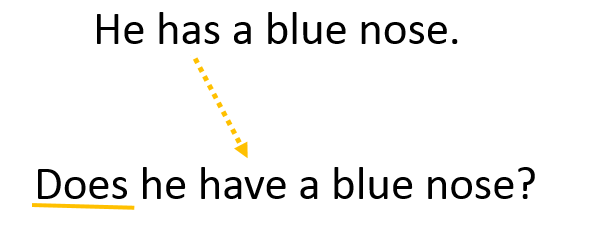 He has a blue nose.
Does he have a blue nose?